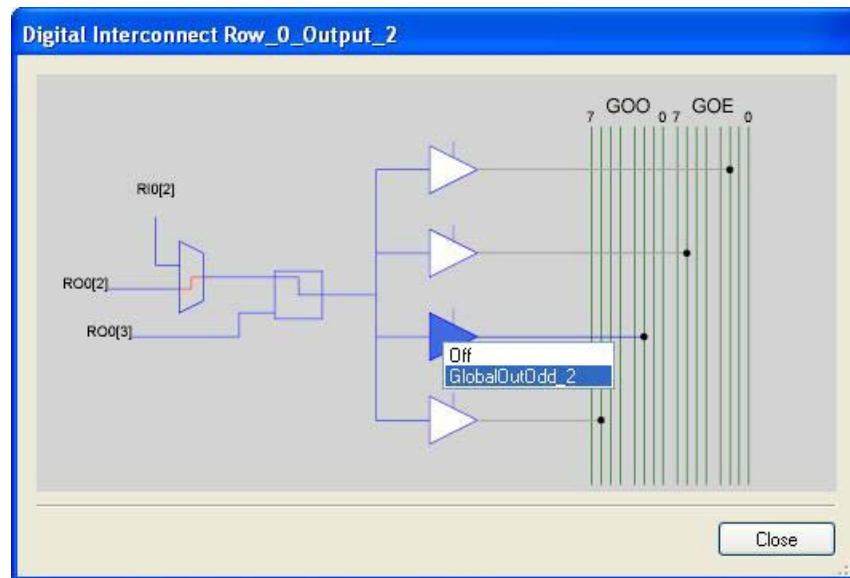 Digital Interconnect Row_0_Output_2
7 GOO 0 7 GOE 0
RI0[2]
RO0[2]
RO0[3]
Off
GlobalOutOdd_2
Close